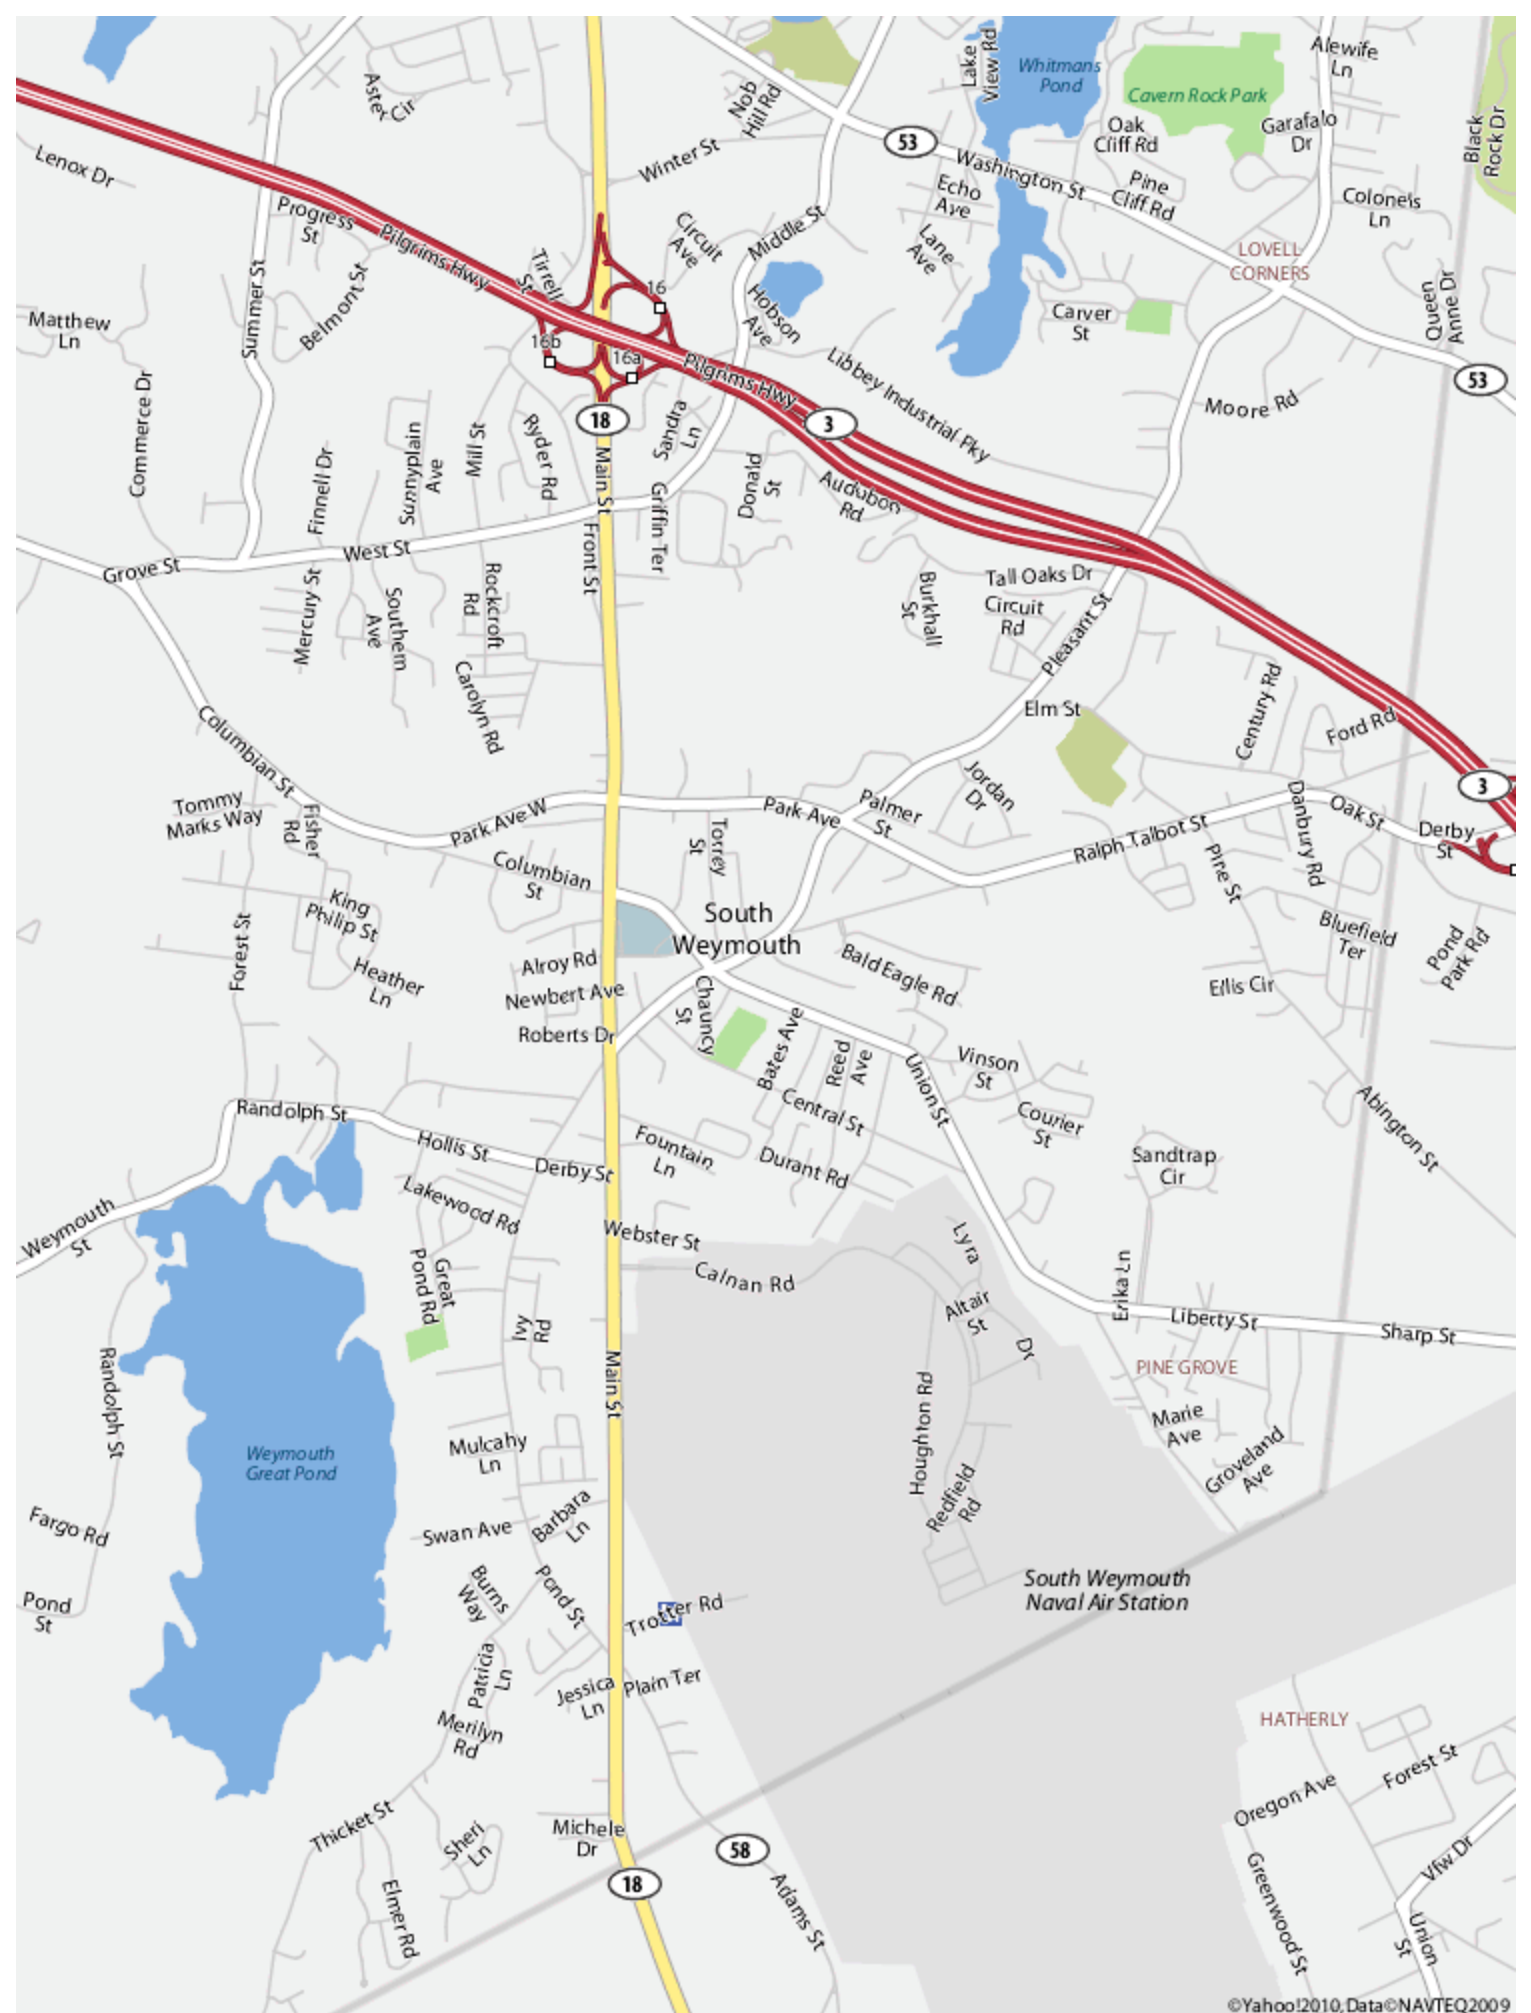 Aster Cir
Nob
Hill Rd
Lake
View Rd
Whitmans
Pond
Cavern Rock Park
Alewife
Ln
Black
Rock Dr
Oak
Cliff Rd
Garafalo
Dr
Lenox Dr
Winter St
53
Washington St
Pine
Cliff Rd
Echo
Ave
Colonels
Ln
Progress
St
Pilgrims Hwy
Tirrell
St
Circuit
Ave
Middle St
Lane
Ave
LOVELL
CORNERS
Queen
Anne Dr
Summer St
Belmont St
Matthew
Ln
16
16b
16a
Hobson
Ave
Carver
St
Pilgrims Hwy
Libbey Industrial Pky
53
Moore Rd
Commerce Dr
18
3
Sandra
Ln
Ryder Rd
Mill St
Sunnyplain
Ave
Finnell Dr
Main St
Griffin Ter
Donald
St
Audubon
Rd
Grove St
West St
Front St
Mercury St
Southern
Ave
Rockcroft
Rd
Burkhall
St
Tall Oaks Dr
Circuit
Rd
Pleasant St
Carolyn Rd
Elm St
Century Rd
Ford Rd
Columbian St
3
Tommy
Marks Way
Fisher
Rd
Park Ave W
Park Ave
Palmer
St
Jordan
Dr
Danbury Rd
Oak St
Derby
St
Torrey
St
Ralph Talbot St
Pine St
Columbian
St
South
Weymouth
King
Philip St
Forest St
Heather
Ln
Bluefield
Ter
Pond
Park Rd
Alroy Rd
Newbert Ave
Roberts Dr
Bald Eagle Rd
Ellis Cir
Chauncy
St
Bates Ave
Reed
Ave
Vinson
St
Union St
Randolph St
Central St
Courier
St
Abington St
Hollis St
Derby St
Fountain
Ln
Durant Rd
Sandtrap
Cir
Lakewood Rd
Weymouth
St
Webster St
Lyra
Dr
Calnan Rd
Great
Pond Rd
Altair
St
Erika Ln
Liberty St
Sharp St
Ivy
Rd
PINE GROVE
Randolph St
Main St
Houghton Rd
Marie
Ave
Groveland
Ave
Mulcahy
Ln
Weymouth
Great Pond
Redfield
Rd
Fargo Rd
Swan Ave
Barbara
Ln
South Weymouth
Naval Air Station
Burns
Way
Pond St
Pond
St
Trotter Rd
Patricia
Ln
Jessica
Ln
Plain Ter
Merilyn
Rd
HATHERLY
Forest St
Oregon Ave
Thicket St
Sheri
Ln
Michele
Dr
58
Vfw Dr
18
Elmer Rd
Adams St
Greenwood St
Union
St
©Yahoo!2010, Data©NAVTEQ2009